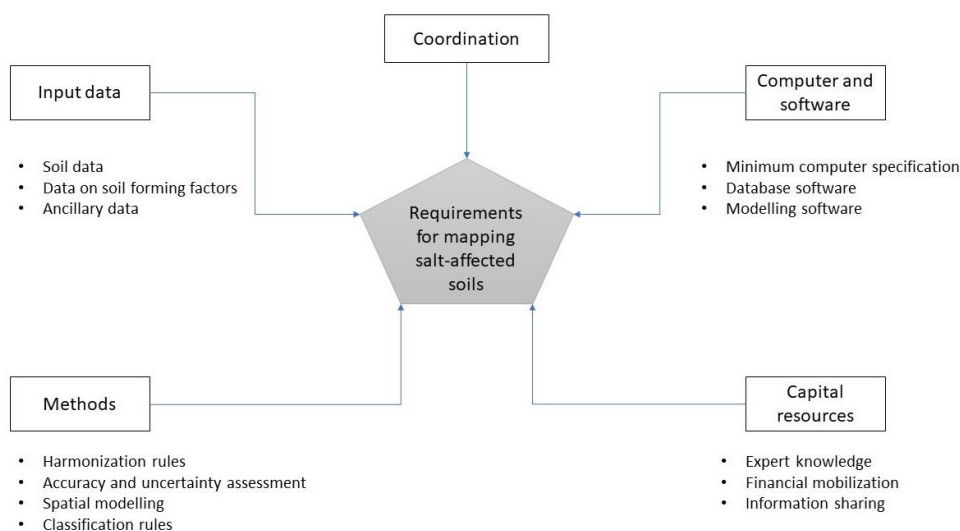 Coordination
Input data
• Soil data
• Data on soil forming factors
• Ancillary data
Computer and
software
• Minimum computer specification
• Database software
• Modelling software
Requirements
for mapping
salt-affected
soils
Methods
• Harmonization rules
• Accuracy and uncertainty assessment
• Spatial modelling
• Classification rules
Capital
resources
• Expert knowledge
• Financial mobilization
• Information sharing